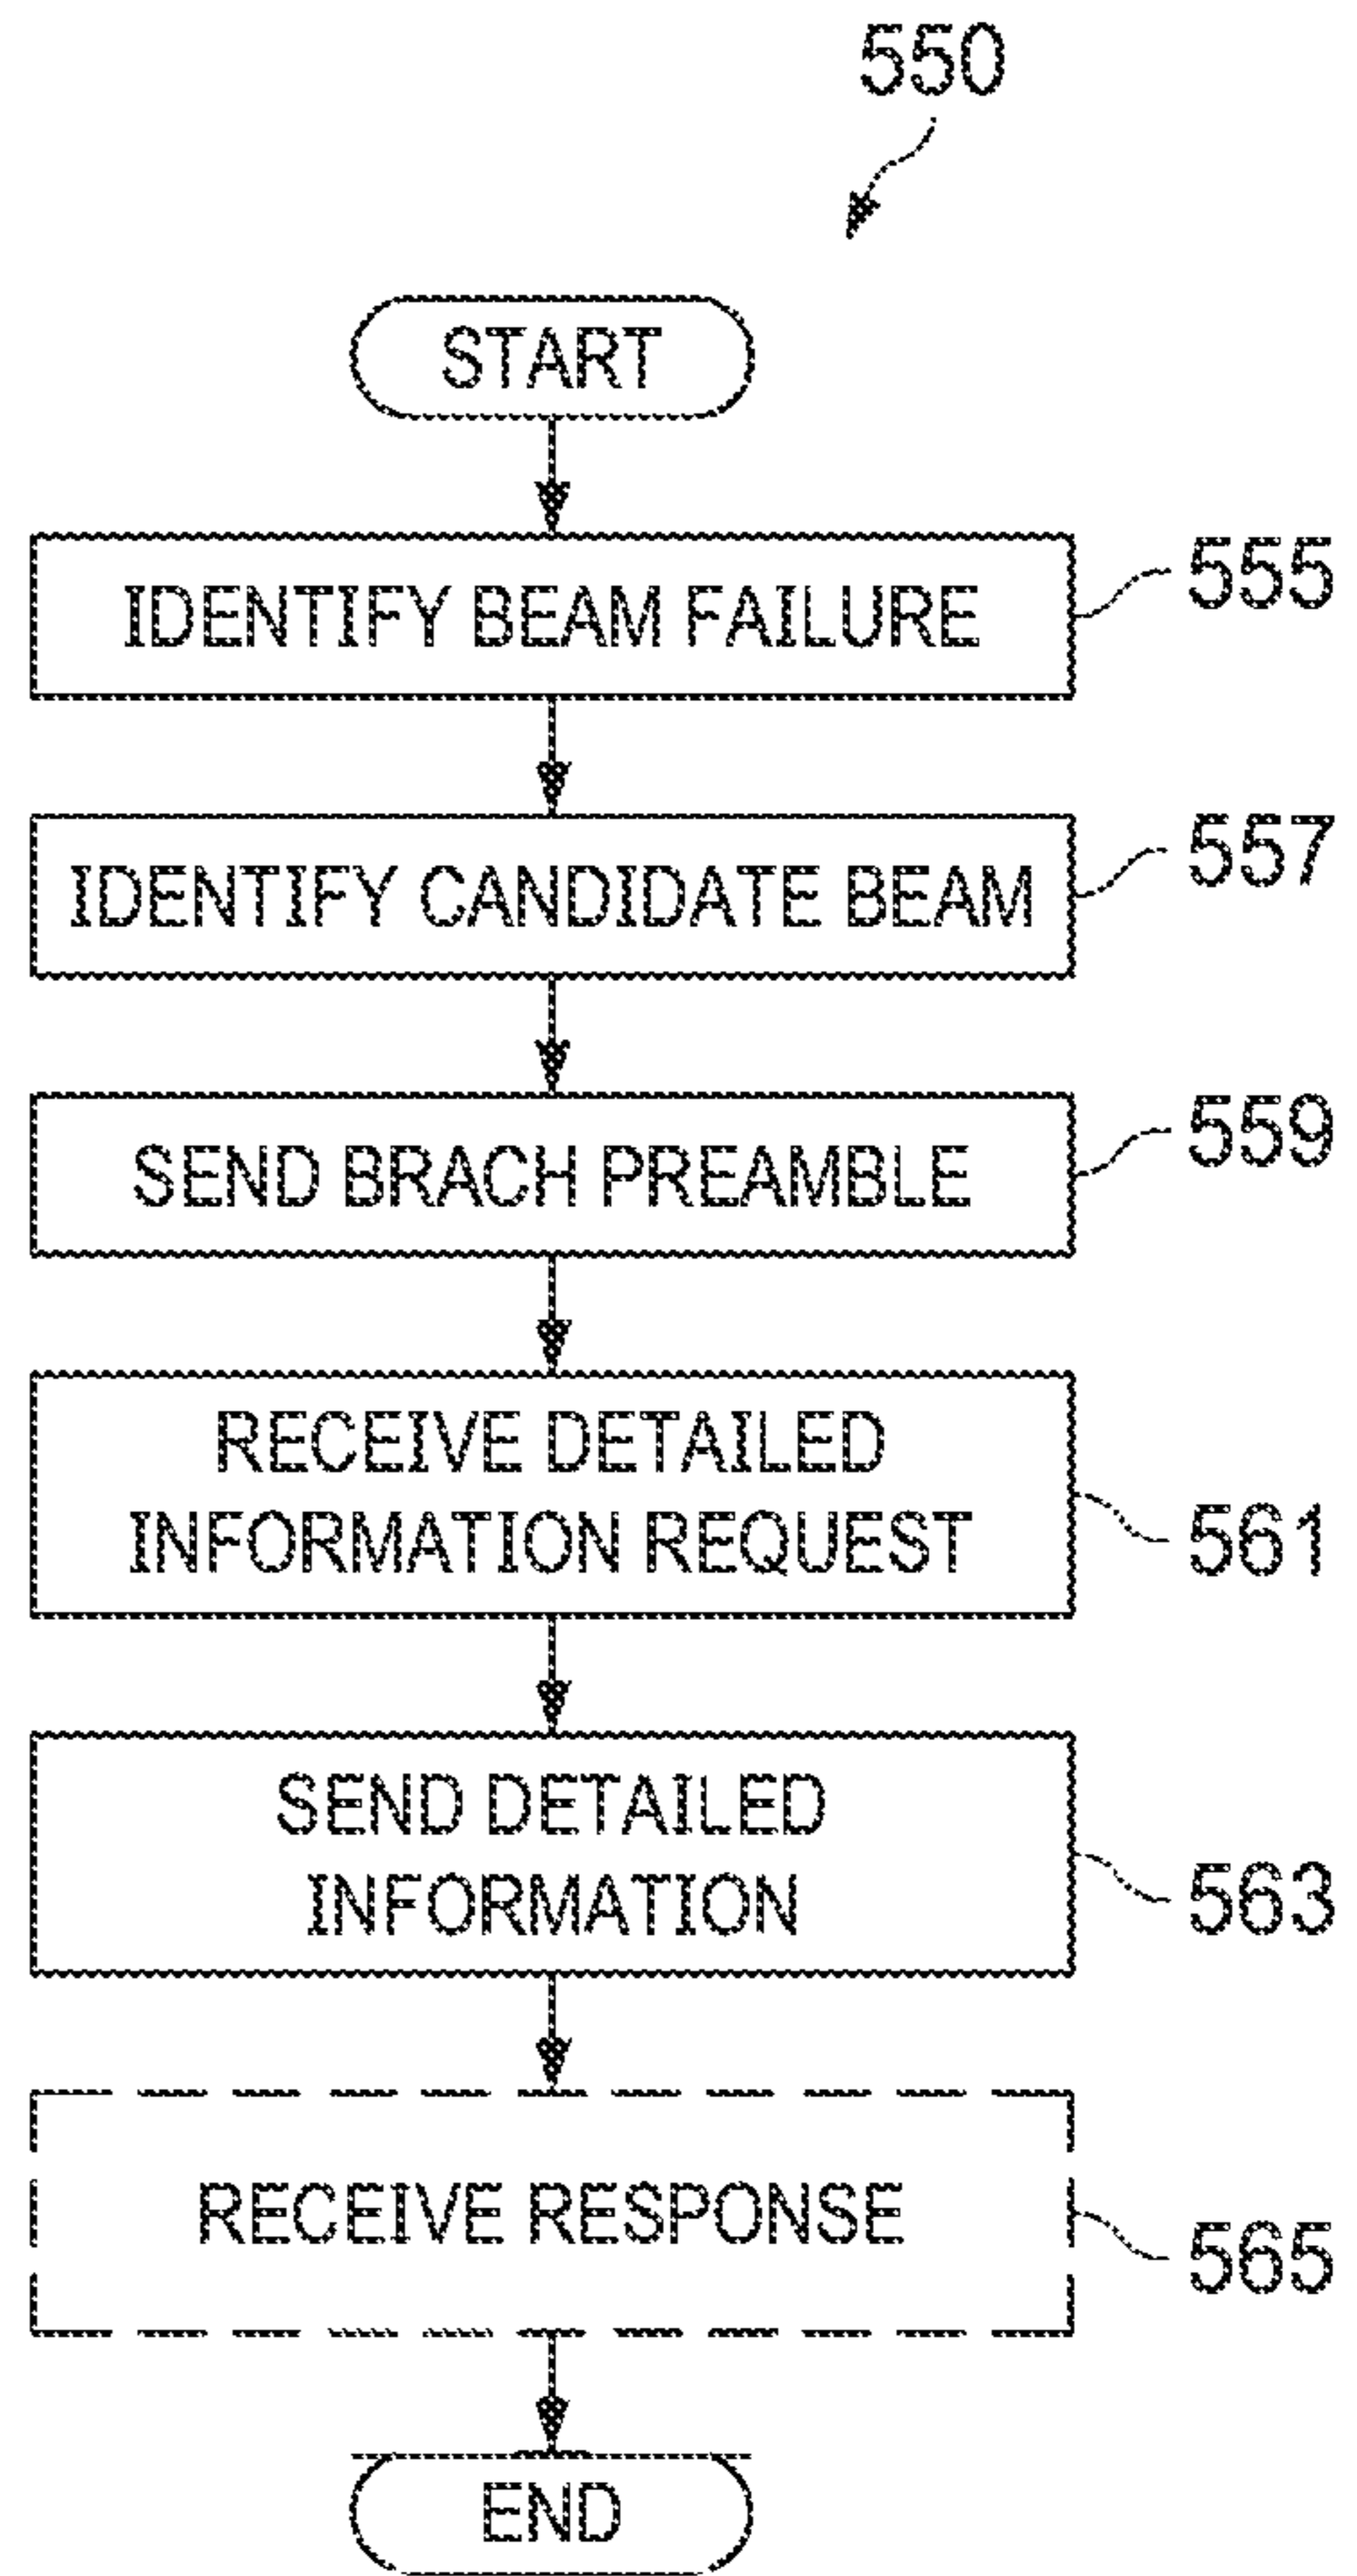 550
START
IDENTIFY BEAM FAILURE
555
IDENTIFY CANDIDATE BEAM
557
SEND BRACH PREAMBLE
559
RECEIVE DETAILED
INFORMATION REQUEST
561
SEND DETAILED
INFORMATION
563
RECEIVE RESPONSE
565
END